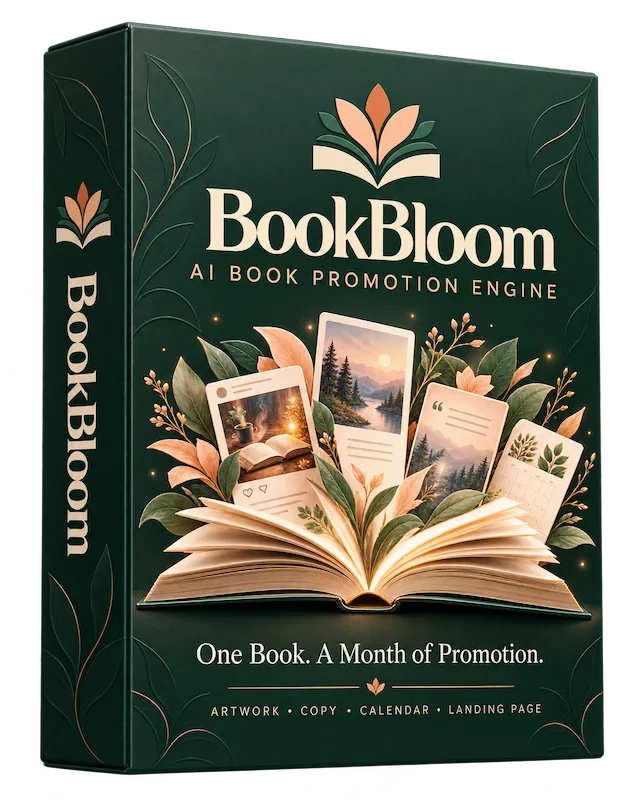 BookBloom
BookBloom
AI BOOK PROMOTION ENGINE
“
One Book. A Month of Promotion.
ARTWORK • COPY • CALENDAR • LANDING PAGE